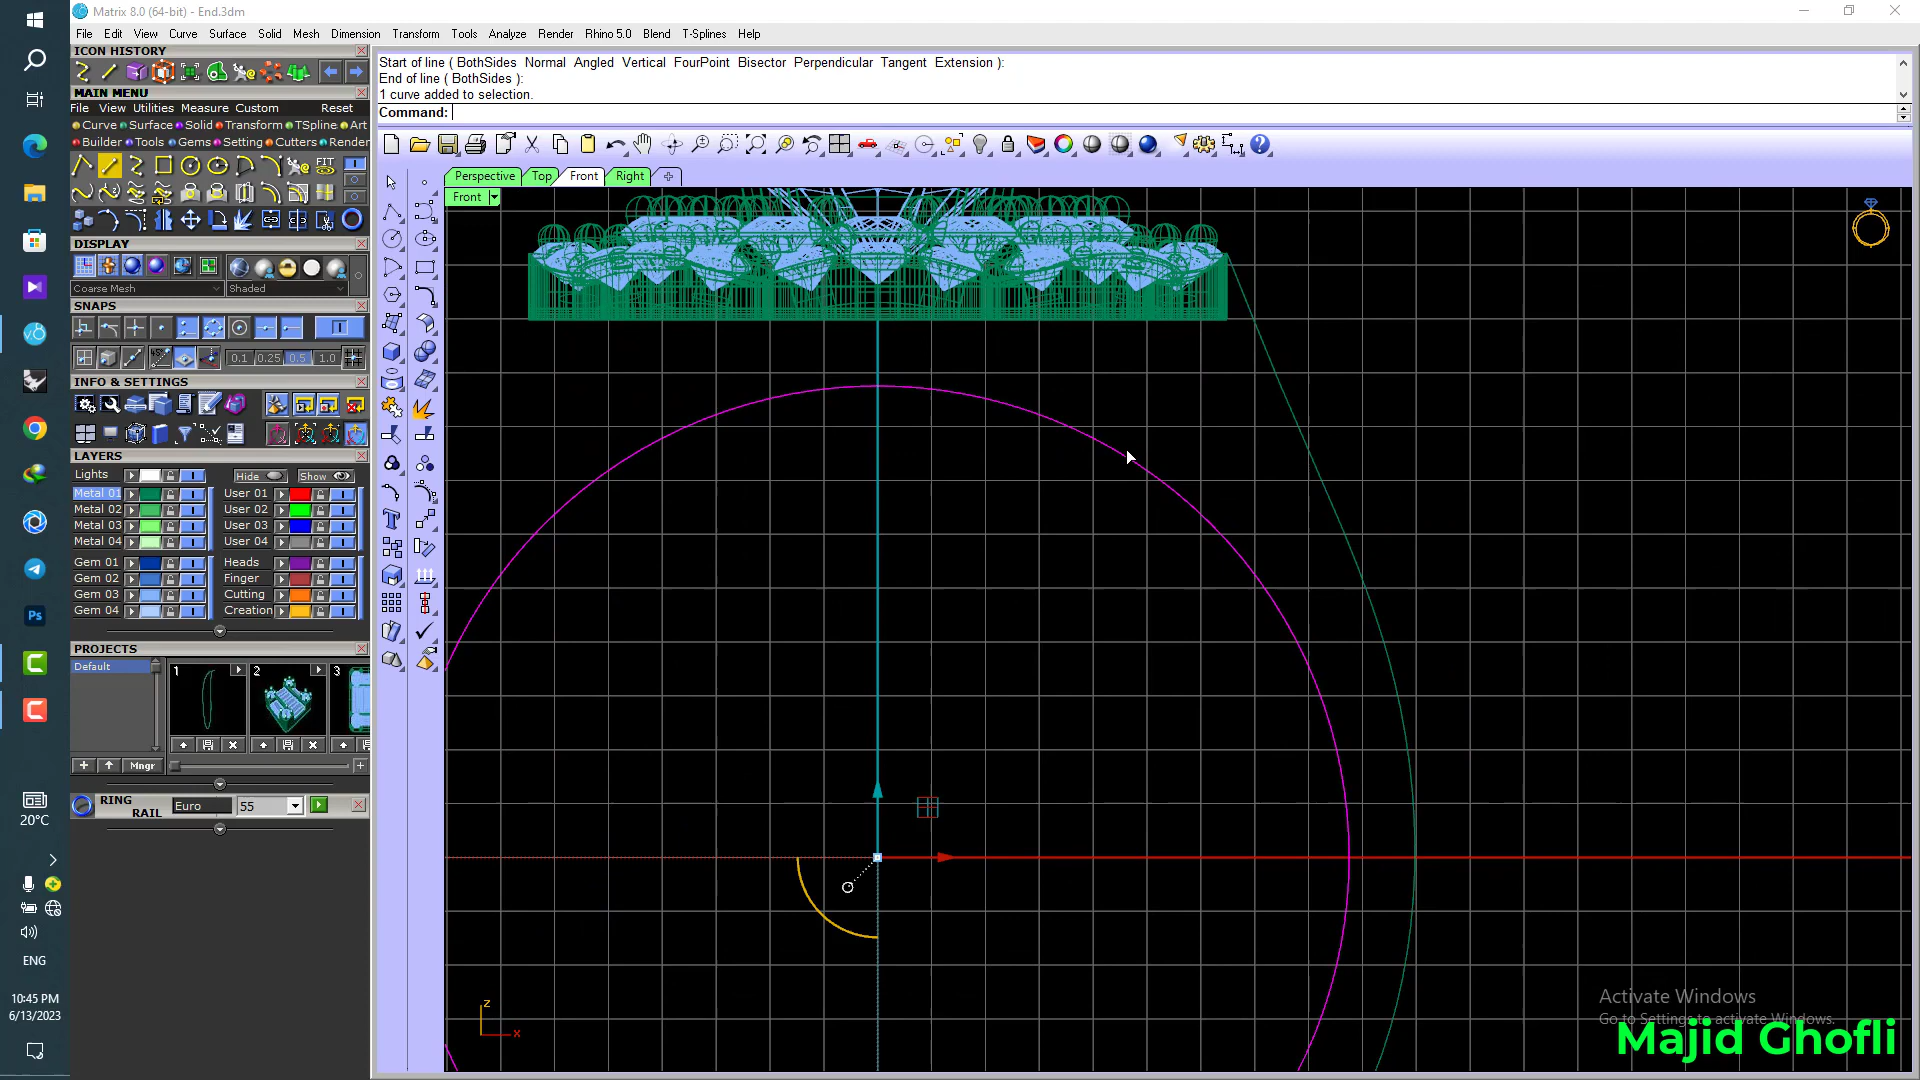 Matrix 8.0 (64-bit) - End.3dm
File Edit View Curve Surface Solid Mesh Dimension Transform Tools Analyze Render Rhino 5.0 Blend T-Splines Help
ICON HISTORY
MAIN MENU
File View Utilities Measure Custom Reset
Curve Surface Solid Transform TSpline Art
Builder Tools Gems Setting Cutters Render
FIT
DISPLAY
Coarse Mesh
Shaded
SNAPS
0.1 0.25 0.5 1.0
INFO & SETTINGS
LAYERS
Lights Hide Show
Metal 01 User 01
Metal 02 User 02
Metal 03 User 03
Metal 04 User 04
Gem 01 Heads
Gem 02 Finger
Gem 03 Cutting
Gem 04 Creation
PROJECTS
Default
1 2 3
Mngr
RING RAIL Euro 55
Start of line ( BothSides Normal Angled Vertical FourPoint Bisector Perpendicular Tangent Extension ):
End of line ( BothSides ):
1 curve added to selection.
Command:
Perspective Top Front Right
Front
z
x
20°C
ENG
10:45 PM
6/13/2023
Activate Windows
Go to Settings to activate Windows.
Majid Ghofli